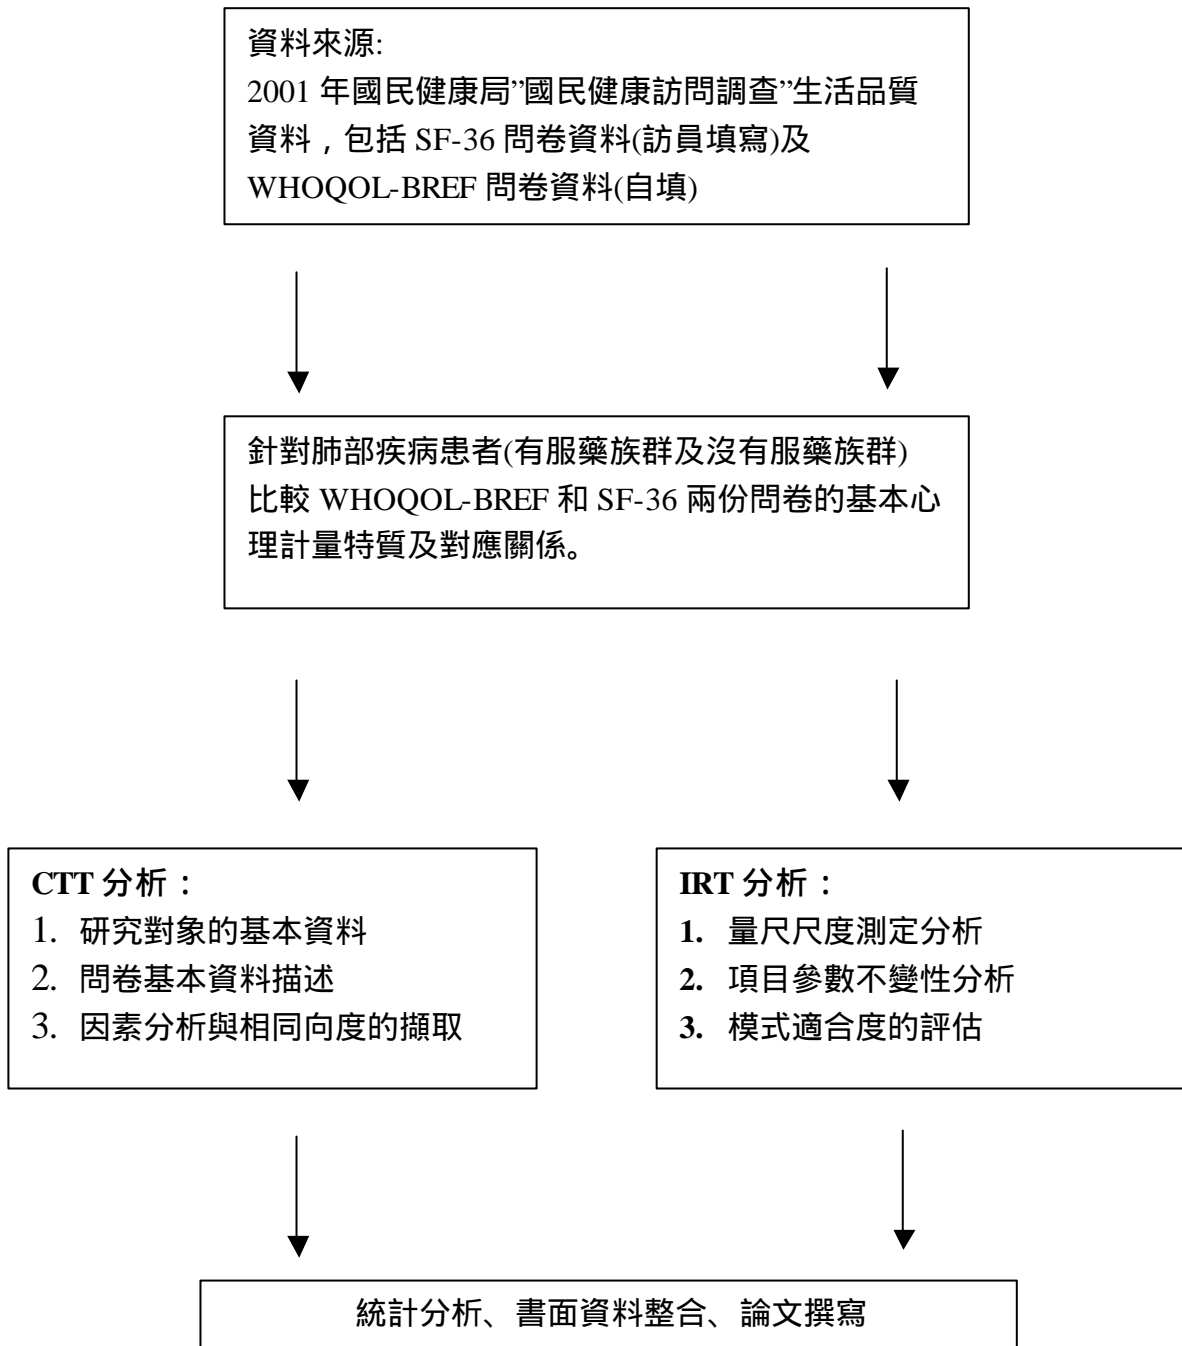 資料來源:
2001 年國民健康局”國民健康訪問調查”生活品質
資料，包括 SF-36 問卷資料(訪員填寫)及
WHOQOL-BREF 問卷資料(自填)
針對肺部疾病患者(有服藥族群及沒有服藥族群)
比較 WHOQOL-BREF 和 SF-36 兩份問卷的基本心
理計量特質及對應關係。
CTT 分析：
1. 研究對象的基本資料
2. 問卷基本資料描述
3. 因素分析與相同向度的擷取
IRT 分析：
1. 量尺尺度測定分析
2. 項目參數不變性分析
3. 模式適合度的評估
統計分析、書面資料整合、論文撰寫